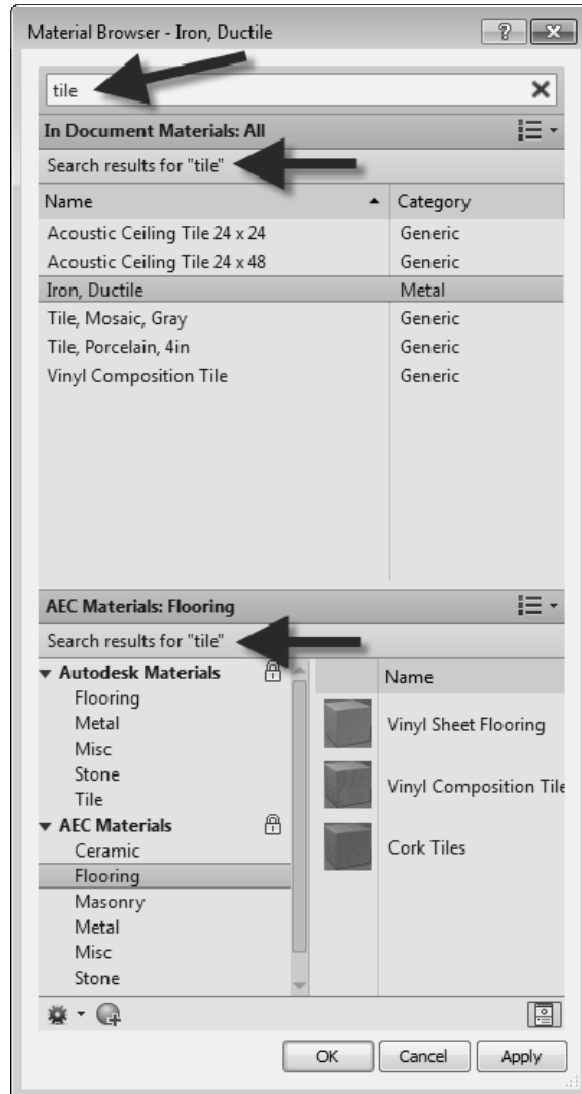 Material Browser - Iron, Ductile
tile
In Document Materials: All
Search results for "tile"
Name Category
Acoustic Ceiling Tile 24 x 24 Generic
Acoustic Ceiling Tile 24 x 48 Generic
Iron, Ductile Metal
Tile, Mosaic, Gray Generic
Tile, Porcelain, 4in Generic
Vinyl Composition Tile Generic
AEC Materials: Flooring
Search results for "tile"
Autodesk Materials
Flooring
Metal
Misc
Stone
Tile
AEC Materials
Ceramic
Flooring
Masonry
Metal
Misc
Stone
Name
Vinyl Sheet Flooring
Vinyl Composition Tile
Cork Tiles
OK Cancel Apply